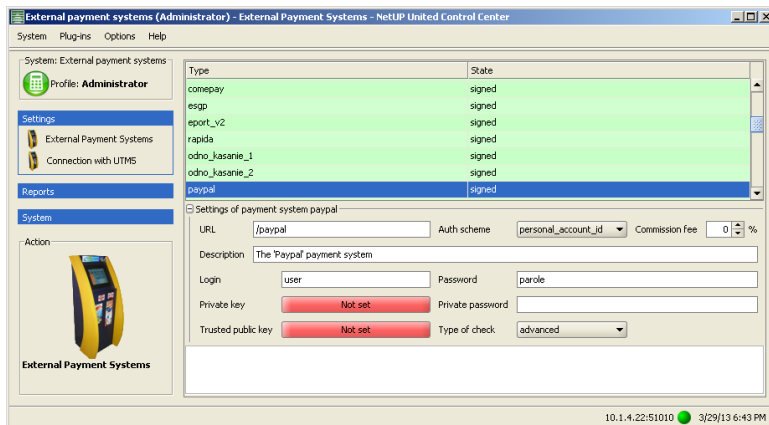 External payment systems (Administrator) - External Payment Systems - NetUP United Control Center
System Plug-ins Options Help
System: External payment systems
Profile: Administrator
Settings
External Payment Systems
Connection with UTM5
Reports
System
Action
External Payment Systems
Type State
comepay signed
esgp signed
eport_v2 signed
rapida signed
odno_kasanie_1 signed
odno_kasanie_2 signed
paypal signed
Settings of payment system paypal
URL /paypal Auth scheme personal_account_id Commission fee 0 %
Description The 'Paypal' payment system
Login user Password parole
Private key Not set Private password
Trusted public key Not set Type of check advanced
10.1.4.22:51010 3/29/13 6:43 PM